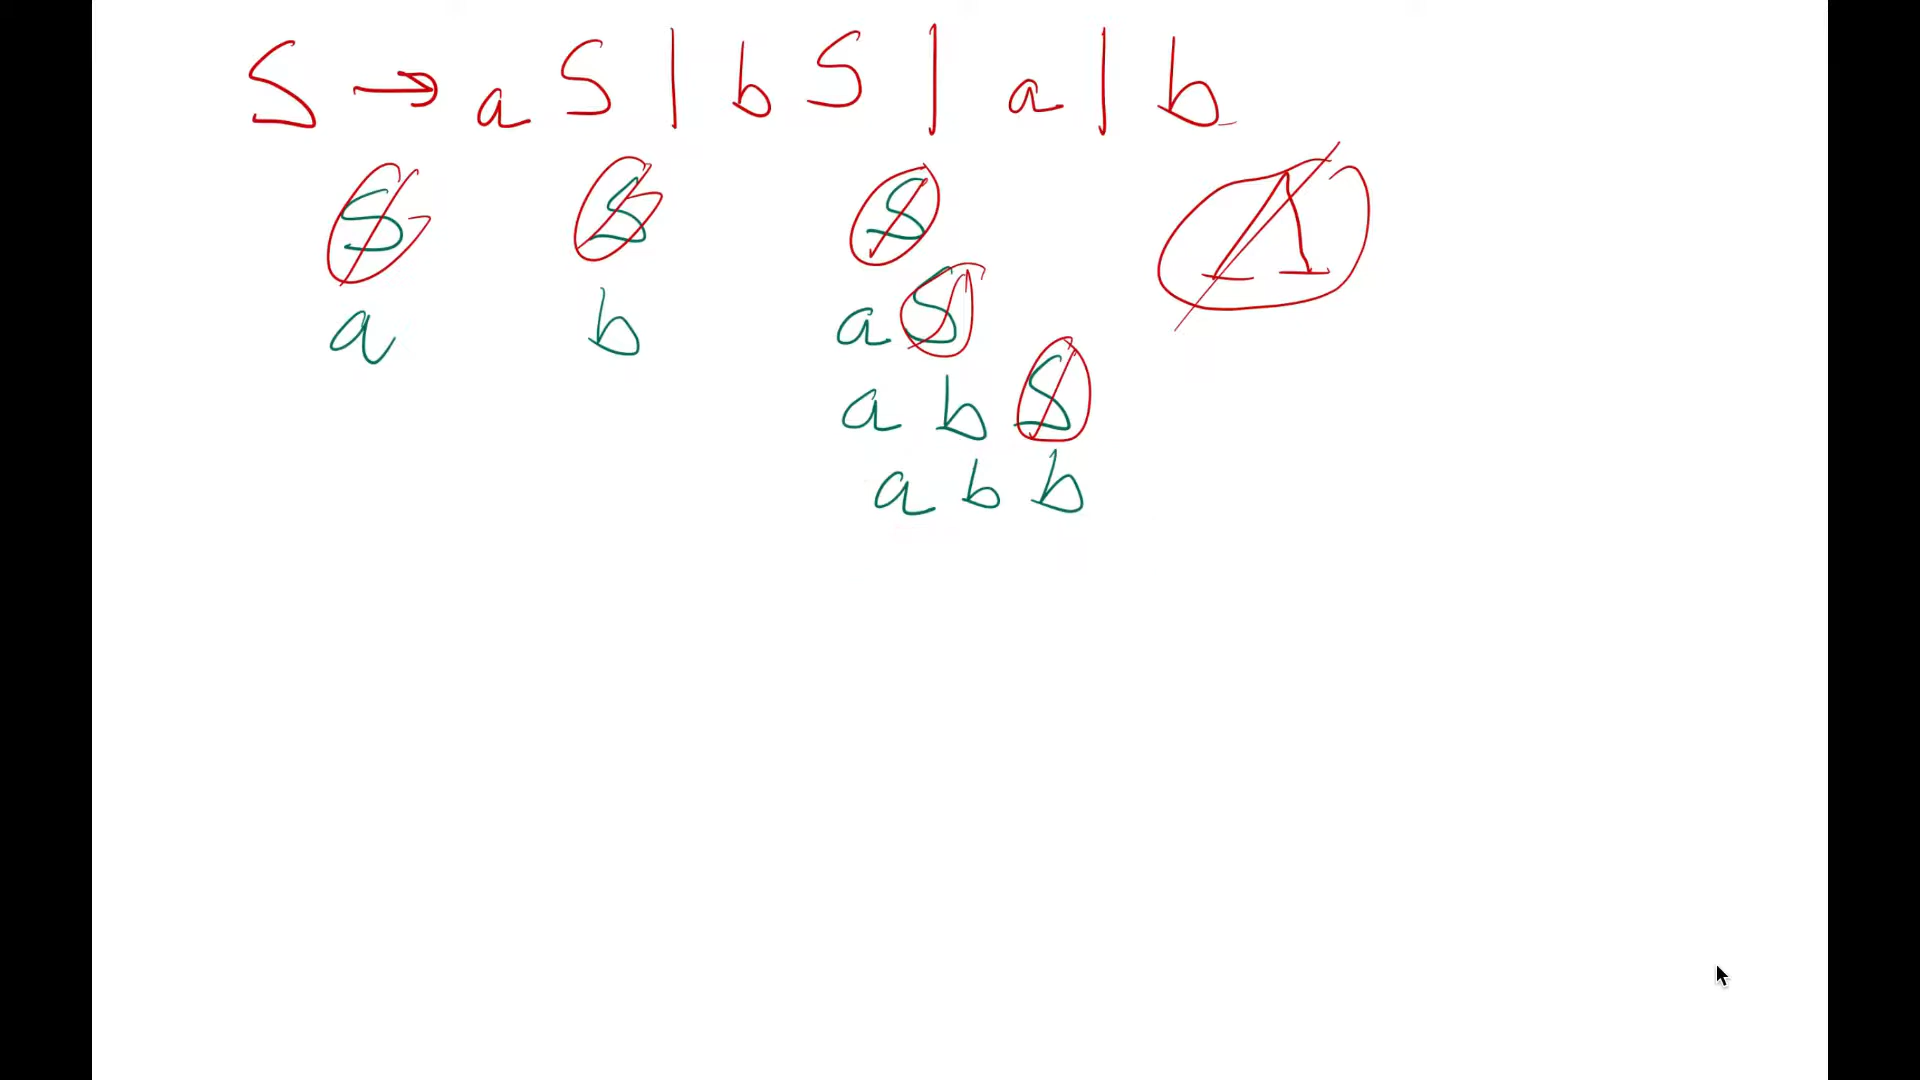 S → aS | bS | a | b
S S S Λ
a b aS
abS
abb